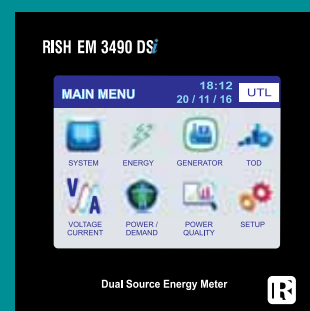 RISH EM 3490 DSi
MAIN MENU
18:12
20 / 11 / 16
UTL
SYSTEM
ENERGY
GENERATOR
TOD
VOLTAGE
CURRENT
POWER /
DEMAND
POWER
QUALITY
SETUP
Dual Source Energy Meter